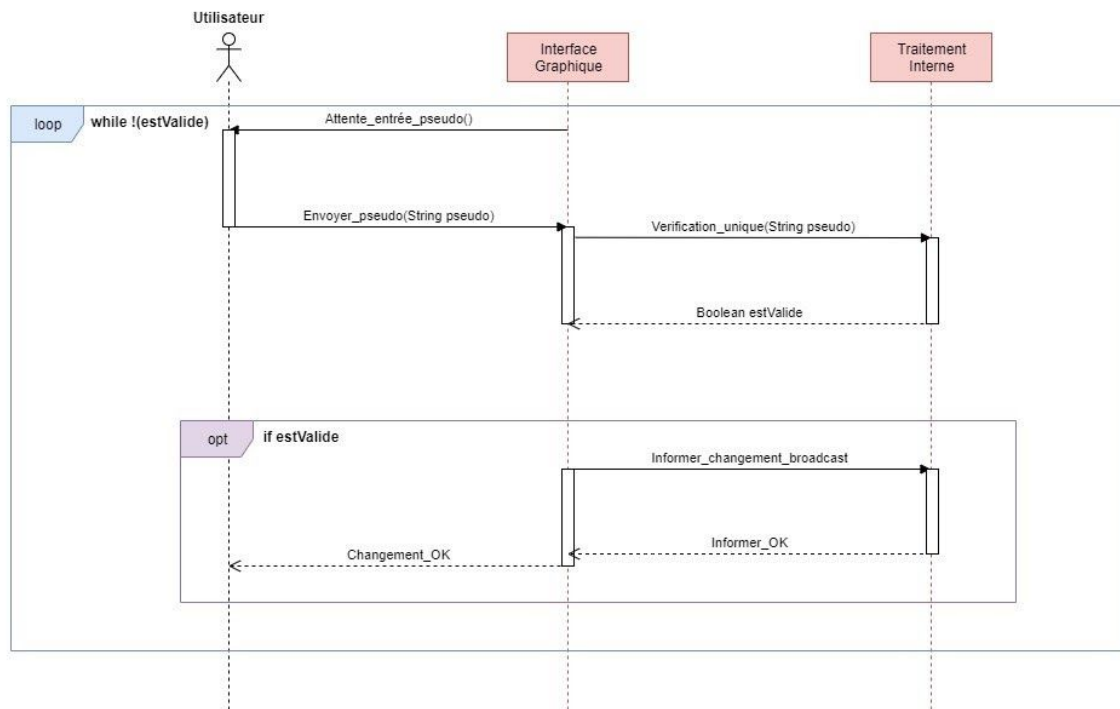 Utilisateur
Interface
Graphique
Traitement
Interne
loop
while !(estValide)
Attente_entrée_pseudo()
Envoyer_pseudo(String pseudo)
Verification_unique(String pseudo)
Boolean estValide
opt
if estValide
Informer_changement_broadcast
Informer_OK
Changement_OK